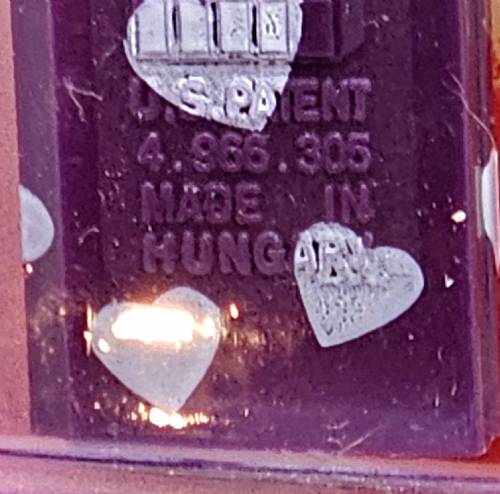 U.S.PATENT
4.966.305
MADE IN
HUNGARY